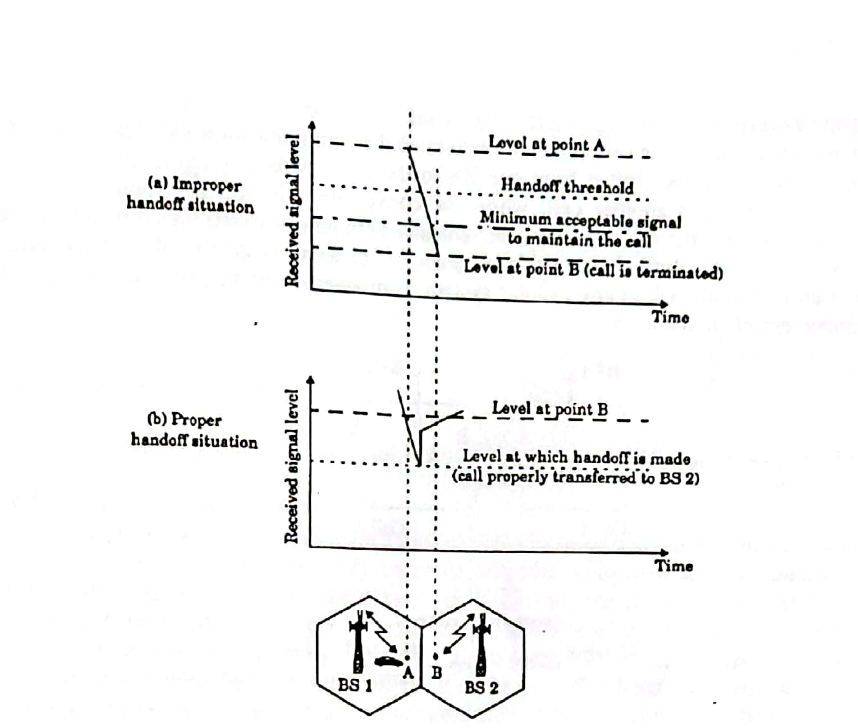 (a) Improper
handoff situation
Received signal level
Level at point A
Handoff threshold
Minimum acceptable signal
to maintain the call
Level at point B (call is terminated)
Time
(b) Proper
handoff situation
Received signal level
Level at point B
Level at which handoff is made
(call properly transferred to BS 2)
Time
A
B
BS 1
BS 2